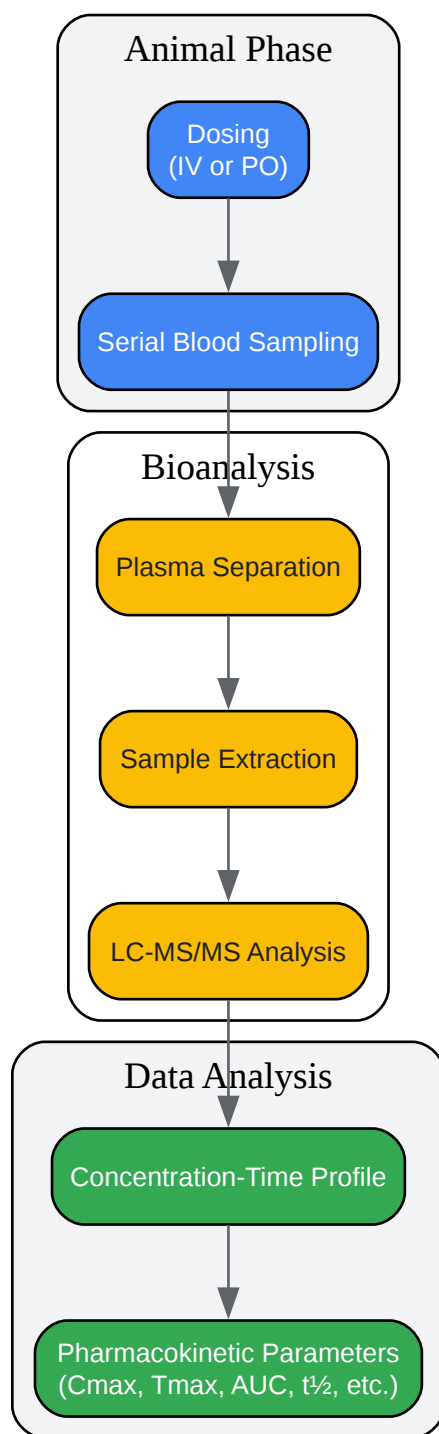 Animal Phase
Dosing
(IV or PO)
Serial Blood Sampling
Bioanalysis
Plasma Separation
Sample Extraction
LC-MS/MS Analysis
Data Analysis
Concentration-Time Profile
Pharmacokinetic Parameters
(Cmax, Tmax, AUC, t½, etc.)